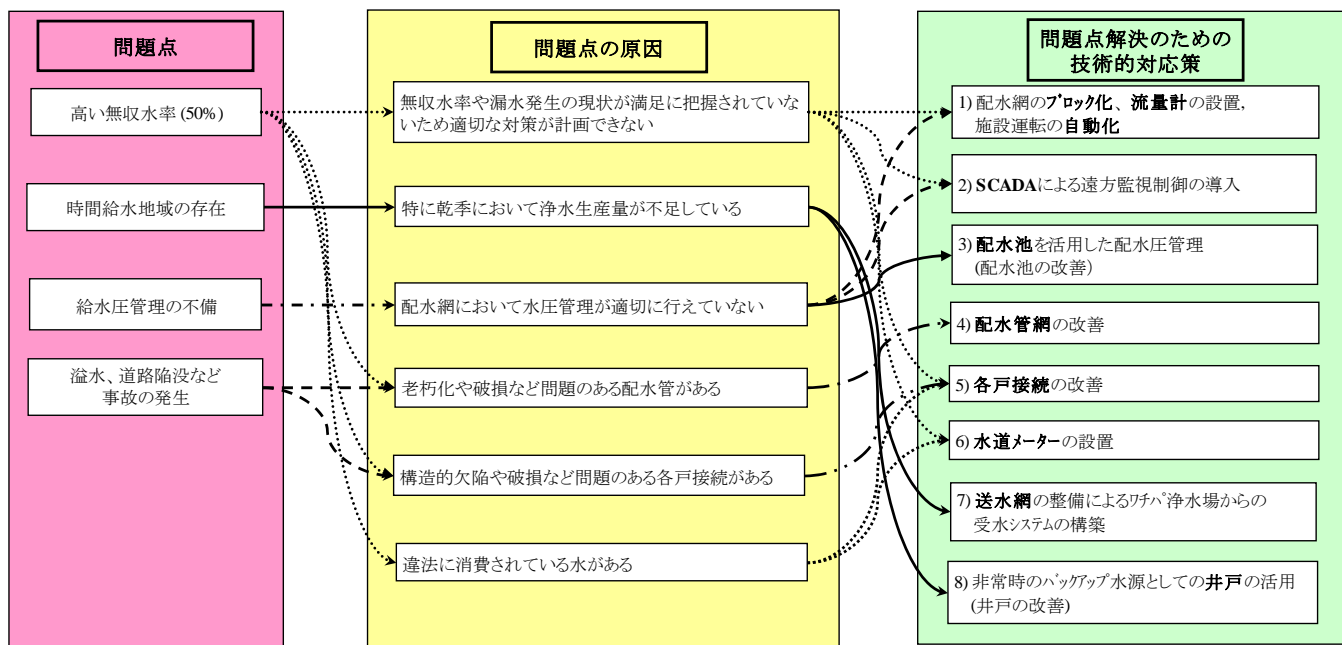 問題点
高い無収水率 (50%)
時間給水地域の存在
給水圧管理の不備
溢水、道路陥没など
事故の発生
問題点の原因
無収水率や漏水発生の現状が満足に把握されていな
いため適切な対策が計画できない
特に乾季において浄水生産量が不足している
配水網において水圧管理が適切に行えていない
老朽化や破損など問題のある配水管がある
構造的欠陥や破損など問題のある各戸接続がある
違法に消費されている水がある
問題点解決のための
技術的対応策
1) 配水網のﾌﾞﾛｯｸ化、流量計の設置,
施設運転の自動化
2) SCADAによる遠方監視制御の導入
3) 配水池を活用した配水圧管理
(配水池の改善）
4) 配水管網の改善
5) 各戸接続の改善
6) 水道ﾒｰﾀｰの設置
7) 送水網の整備によるﾜﾁﾊﾟ浄水場からの
受水ｼｽﾃﾑの構築
8) 非常時のﾊﾞｯｸｱｯﾌﾟ水源としての井戸の活用
(井戸の改善)